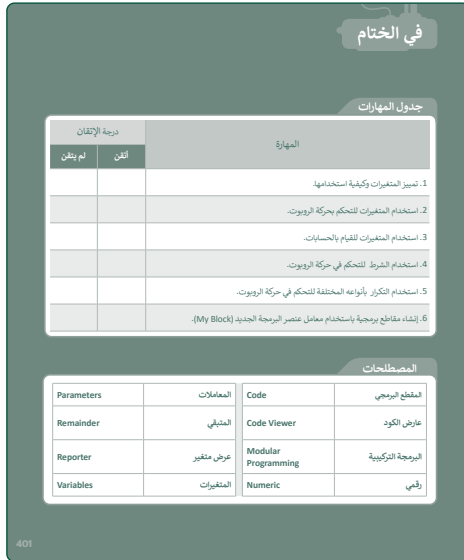 في الختام
جدول المهارات
المهارة
درجة الإتقان
أتقن
لم يتقن
1. تمييز المتغيرات وكيفية استخدامها.
2. استخدام المتغيرات للتحكم بحركة الروبوت.
3. استخدام المتغيرات للقيام بالحسابات.
4. استخدام الشرط للتحكم في حركة الروبوت.
5. استخدام التكرار بأنواعه المختلفة للتحكم في حركة الروبوت.
6. إنشاء مقاطع برمجية باستخدام معامل عنصر البرمجة الجديد (My Block).
المصطلحات
المقطع البرمجي Code المعاملات Parameters
عارض الكود Code Viewer المتبقي Remainder
البرمجة التركيبية Modular Programming عرض متغير Reporter
رقمي Numeric المتغيرات Variables
401